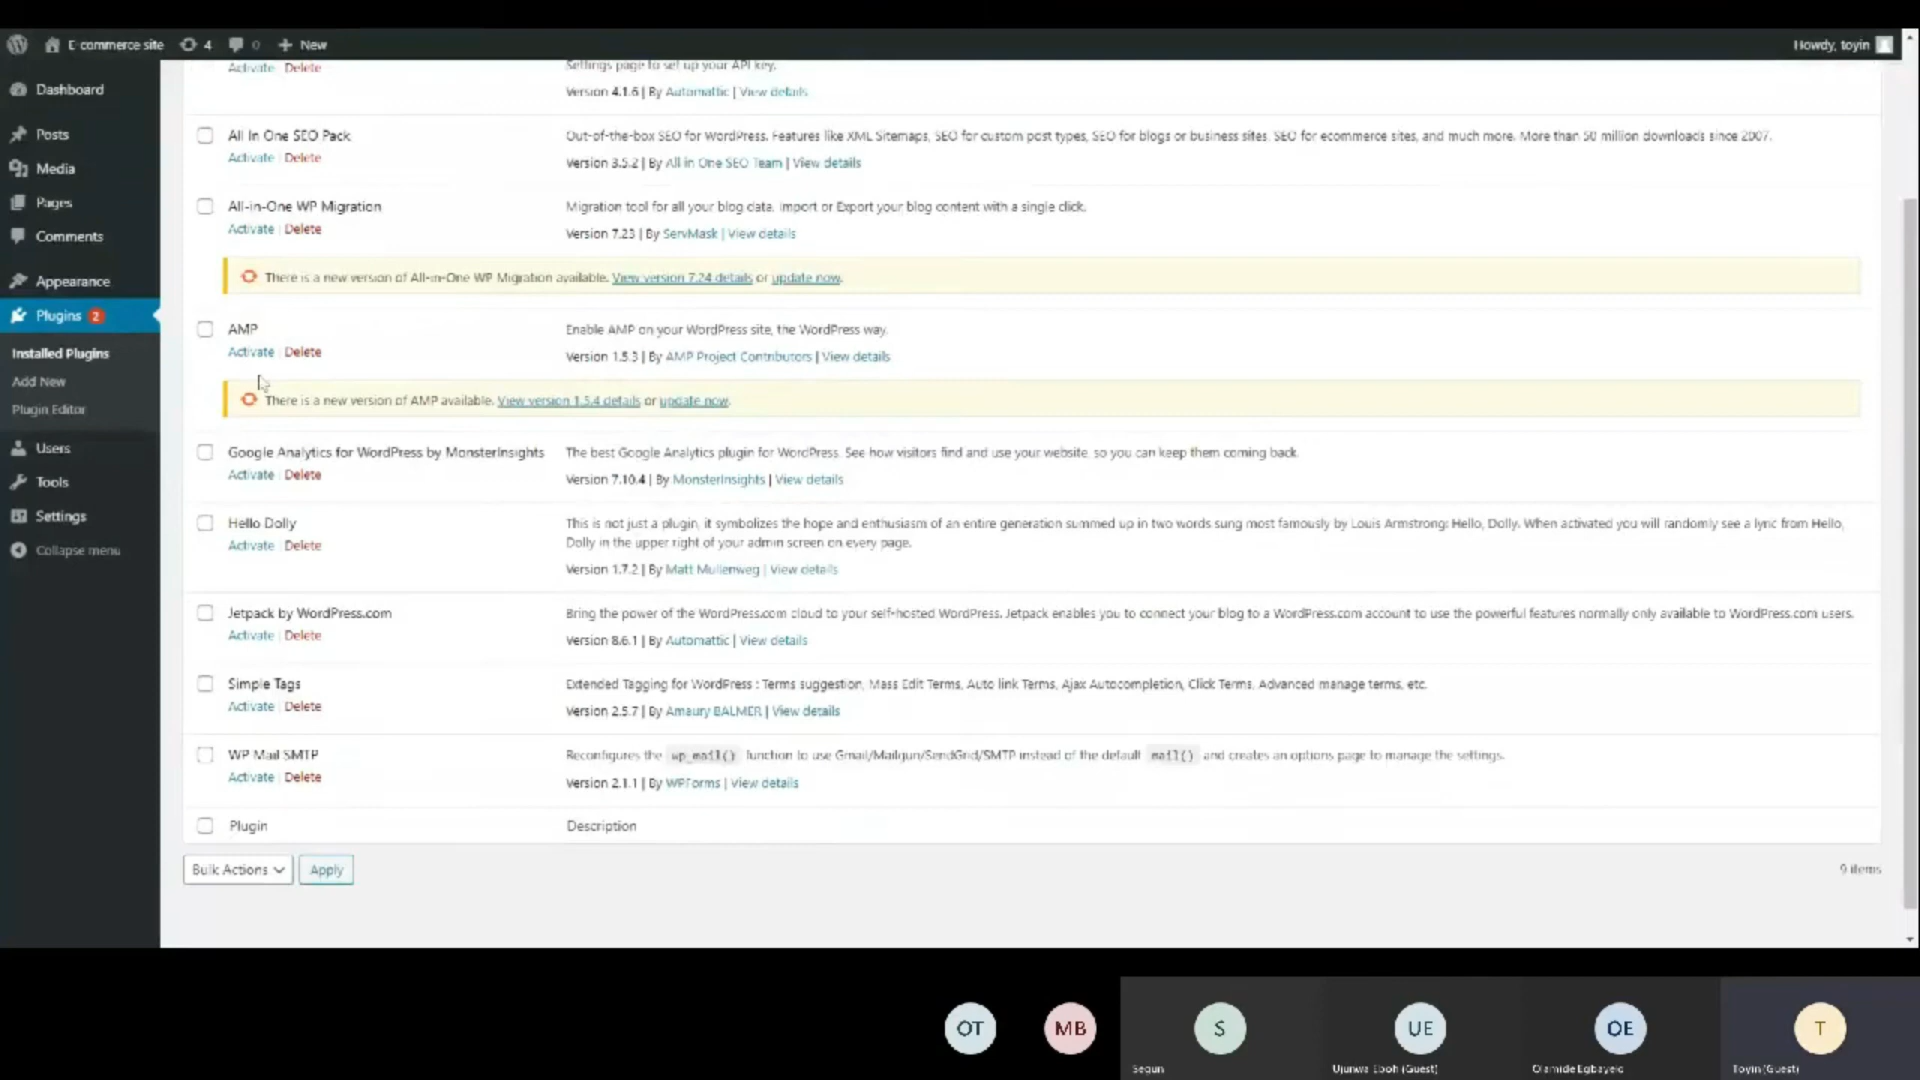 E-commerce site 4 0 New Howdy, toyin
Dashboard
Posts
Media
Pages
Comments
Appearance
Plugins 2
Installed Plugins
Add New
Plugin Editor
Users
Tools
Settings
Collapse menu
Activate | Delete
Settings page to set up your API key.
Version 4.1.6 | By Automattic | View details
All In One SEO Pack
Activate | Delete
Out-of-the-box SEO for WordPress. Features like XML Sitemaps, SEO for custom post types, SEO for blogs or business sites, SEO for ecommerce sites, and much more. More than 50 million downloads since 2007.
Version 3.5.2 | By All in One SEO Team | View details
All-in-One WP Migration
Activate | Delete
Migration tool for all your blog data. Import or Export your blog content with a single click.
Version 7.23 | By ServMask | View details
There is a new version of All-in-One WP Migration available. View version 7.24 details or update now.
AMP
Activate | Delete
Enable AMP on your WordPress site, the WordPress way.
Version 1.5.3 | By AMP Project Contributors | View details
There is a new version of AMP available. View version 1.5.4 details or update now.
Google Analytics for WordPress by MonsterInsights
Activate | Delete
The best Google Analytics plugin for WordPress. See how visitors find and use your website, so you can keep them coming back.
Version 7.10.4 | By MonsterInsights | View details
Hello Dolly
Activate | Delete
This is not just a plugin, it symbolizes the hope and enthusiasm of an entire generation summed up in two words sung most famously by Louis Armstrong: Hello, Dolly. When activated you will randomly see a lyric from Hello,
Dolly in the upper right of your admin screen on every page.
Version 1.7.2 | By Matt Mullenweg | View details
Jetpack by WordPress.com
Activate | Delete
Bring the power of the WordPress.com cloud to your self-hosted WordPress. Jetpack enables you to connect your blog to a WordPress.com account to use the powerful features normally only available to WordPress.com users.
Version 8.6.1 | By Automattic | View details
Simple Tags
Activate | Delete
Extended Tagging for WordPress : Terms suggestion, Mass Edit Terms, Auto link Terms, Ajax Autocompletion, Click Terms, Advanced manage terms, etc.
Version 2.5.7 | By Amaury BALMER | View details
WP Mail SMTP
Activate | Delete
Reconfigures the wp_mail() function to use Gmail/Mailgun/SendGrid/SMTP instead of the default mail() and creates an options page to manage the settings.
Version 2.1.1 | By WPForms | View details
Plugin Description
Bulk Actions Apply 9 items
OT MB S UE OE T
Segun Ujunwa Eboh (Guest) Olamide Egbayelo Toyin (Guest)